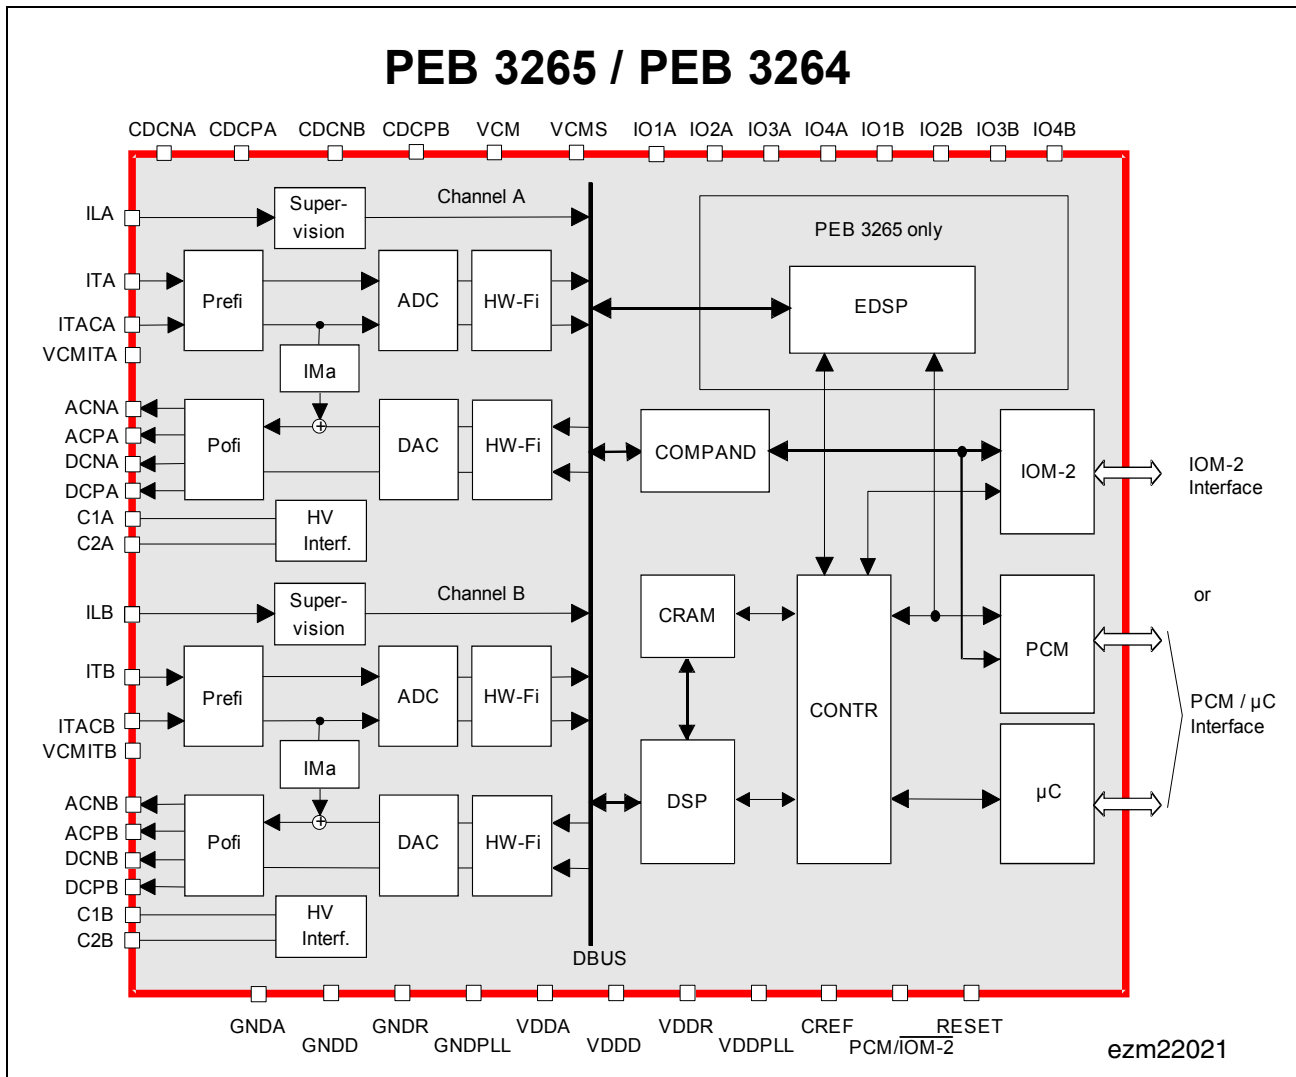 PEB 3265 / PEB 3264
CDCNA CDCPA CDCNB CDCPB VCM VCMS IO1A IO2A IO3A IO4A IO1B IO2B IO3B IO4B
ILA
Super-
vision
Channel A
PEB 3265 only
ITA
Prefi
ADC
HW-Fi
EDSP
ITACA
VCMITA
IMa
ACNA
ACPA
DCNA
DCPA
Pofi
+
DAC
HW-Fi
COMPAND
IOM-2
IOM-2
Interface
C1A
C2A
HV
Interf.
ILB
Super-
vision
Channel B
CRAM
CONTR
PCM
or
ITB
Prefi
ADC
HW-Fi
ITACB
VCMITB
IMa
PCM / µC
Interface
ACNB
ACPB
DCNB
DCPB
Pofi
+
DAC
HW-Fi
DSP
µC
C1B
C2B
HV
Interf.
DBUS
GNDA GNDR VDDA VDDR CREF RESET
GNDD GNDPLL VDDD VDDPLL PCM/IOM-2
ezm22021